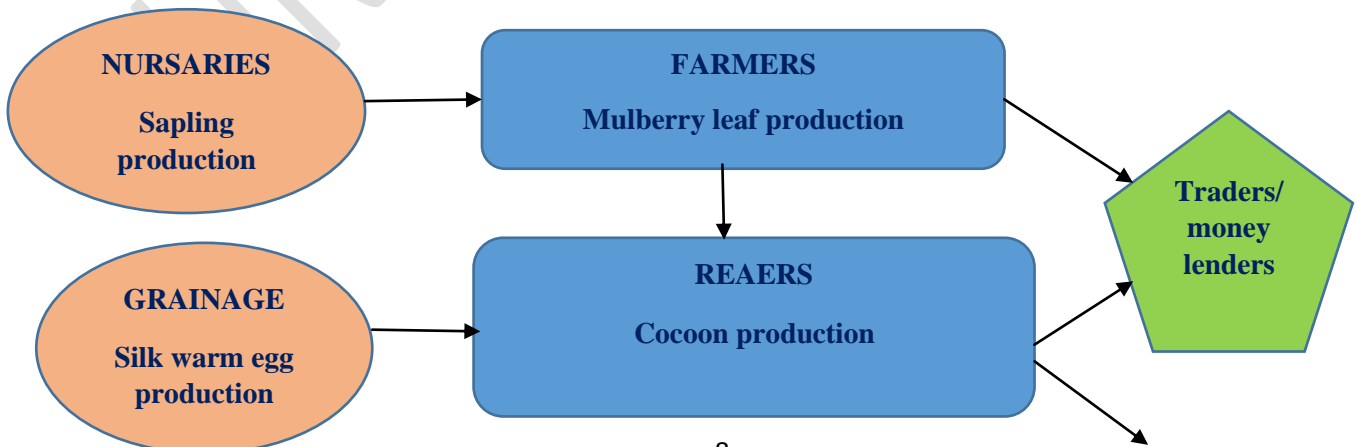 NURSARIES
Sapling
production
FARMERS
Mulberry leaf production
Traders/
money
lenders
GRAINAGE
Silk warm egg
production
REAERS
Cocoon production